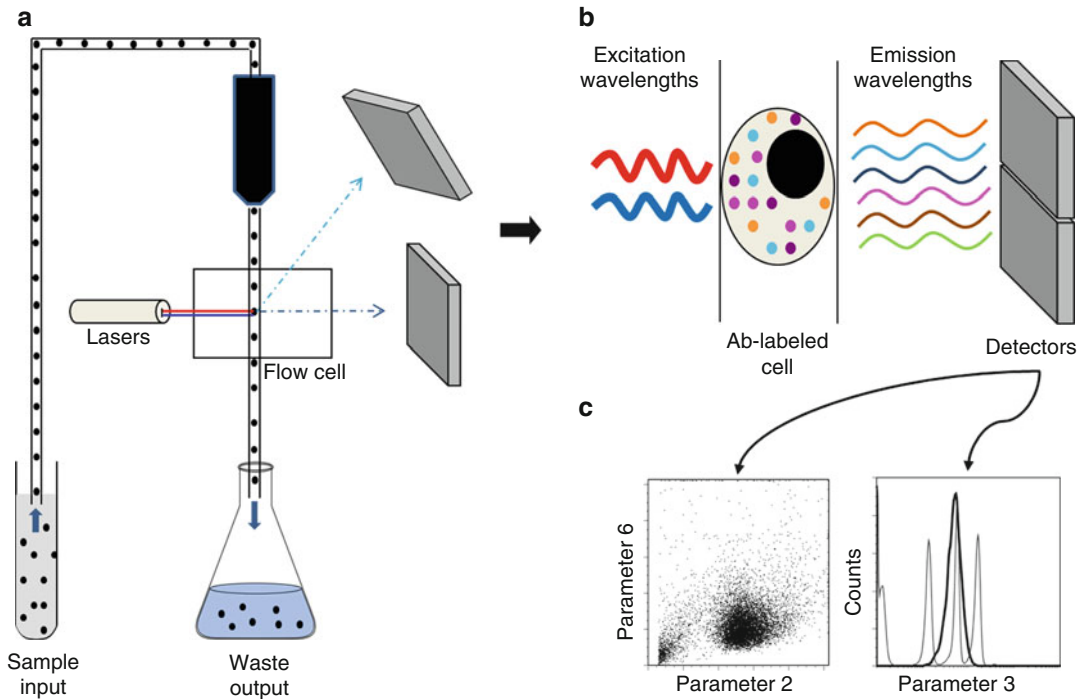 a
Lasers
Flow cell
Sample
input
Waste
output
b
Excitation
wavelengths
Emission
wavelengths
Ab-labeled
cell
Detectors
c
Parameter 6
Parameter 2
Counts
Parameter 3